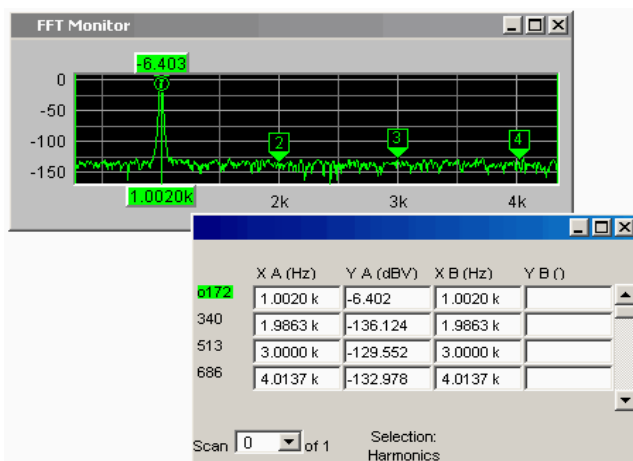 FFT Monitor
-6.403
0
-50
-100
-150
2
3
4
1.0020k
2k
3k
4k
X A (Hz) Y A (dBV) X B (Hz) Y B ()
o172 1.0020 k -6.402 1.0020 k
340 1.9863 k -136.124 1.9863 k
513 3.0000 k -129.552 3.0000 k
686 4.0137 k -132.978 4.0137 k
Scan 0 of 1 Selection:
Harmonics